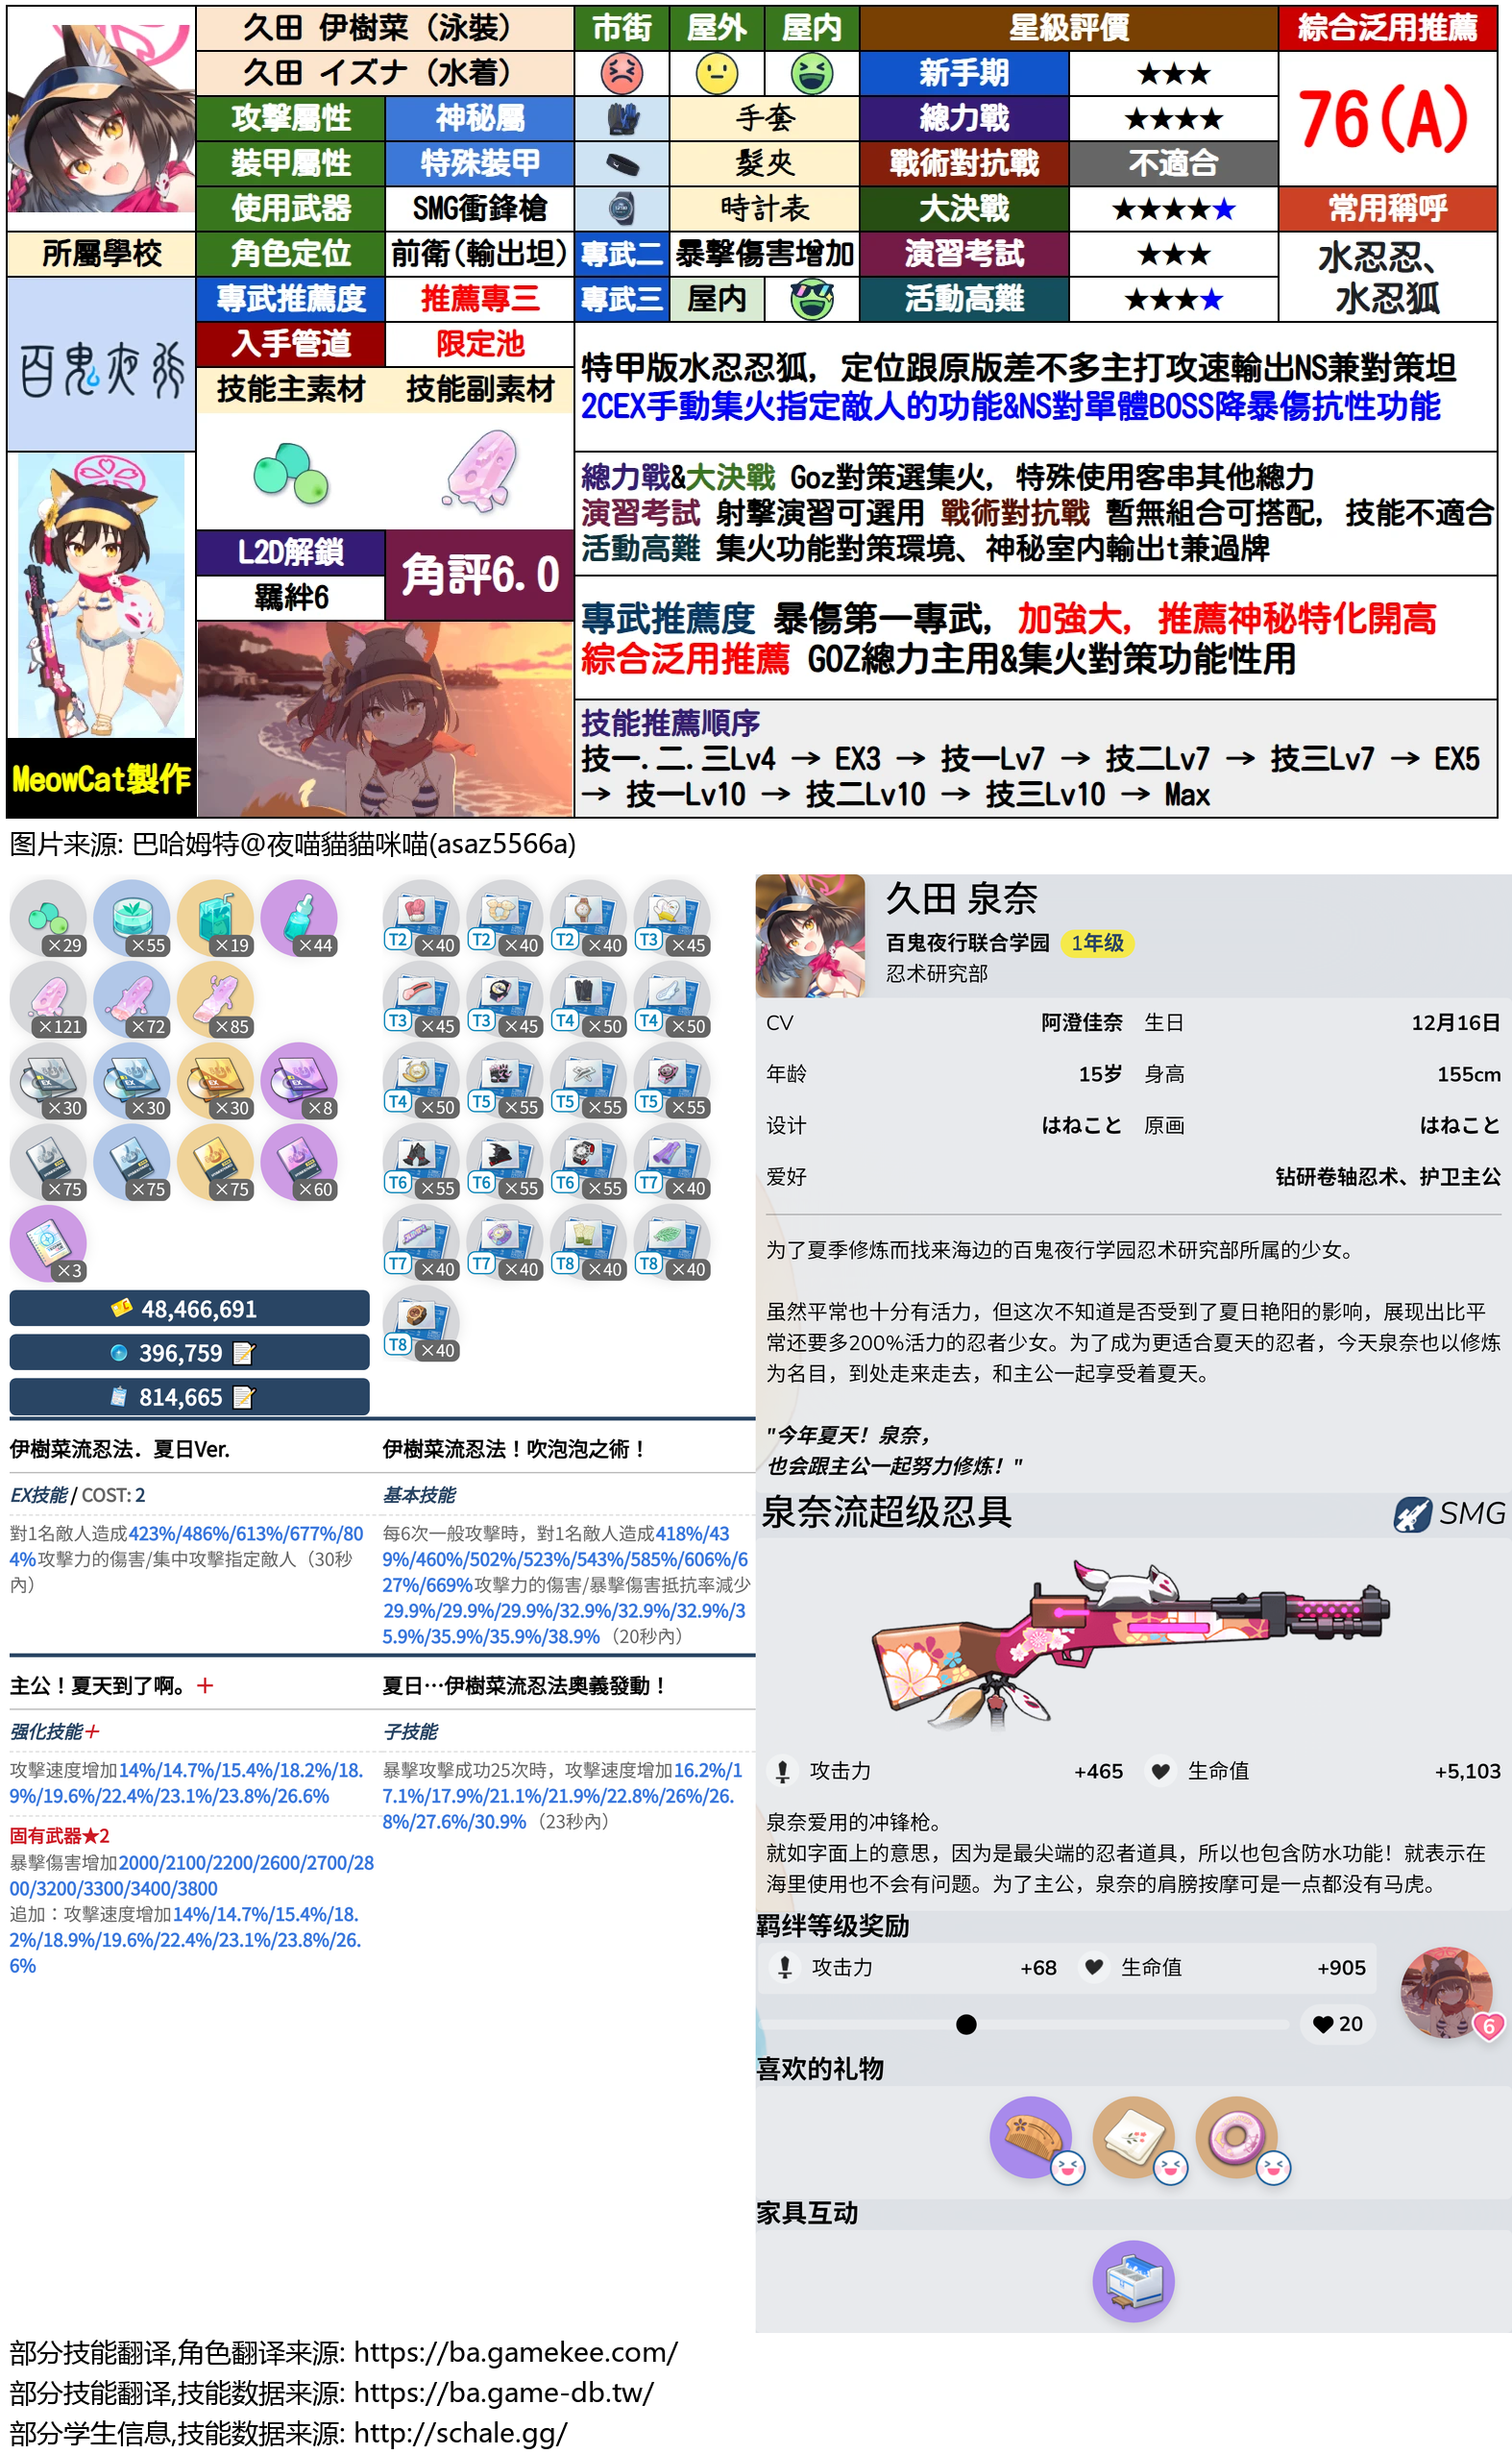 久田 伊樹菜（泳裝）
市街 屋外 屋内
星級評價
綜合泛用推薦
久田 イズナ（水着）
新手期
★★★
76(A)
攻擊屬性 神秘屬
手套
總力戰
★★★★
裝甲屬性 特殊裝甲
髮夾
戰術對抗戰
不適合
使用武器 SMG衝鋒槍
時計表
大決戰
★★★★★
常用稱呼
所屬學校
角色定位 前衛(輸出坦)
專武二 暴擊傷害增加
演習考試
★★★
水忍忍、
水忍狐
專武推薦度 推薦專三
專武三 屋内
活動高難
★★★★
百鬼夜行
入手管道 限定池
技能主素材 技能副素材
特甲版水忍忍狐, 定位跟原版差不多主打攻速輸出NS兼對策坦
2CEX手動集火指定敵人的功能&NS對單體BOSS降暴傷抗性功能
總力戰&大決戰 Goz對策選集火, 特殊使用客串其他總力
演習考試 射擊演習可選用 戰術對抗戰 暫無組合可搭配, 技能不適合
活動高難 集火功能對策環境、神秘室内輸出t兼過牌
L2D解鎖
羈絆6
角評6.0
專武推薦度 暴傷第一專武, 加強大, 推薦神秘特化開高
綜合泛用推薦 GOZ總力主用&集火對策功能性用
技能推薦順序
技一.二.三Lv4 → EX3 → 技一Lv7 → 技二Lv7 → 技三Lv7 → EX5
→ 技一Lv10 → 技二Lv10 → 技三Lv10 → Max
MeowCat製作
图片来源: 巴哈姆特@夜喵貓貓咪喵(asaz5566a)
×29 ×55 ×19 ×44
×121 ×72 ×85
×30 ×30 ×30 ×8
×75 ×75 ×75 ×60
×3
48,466,691
396,759
814,665
T2 ×40 T2 ×40 T2 ×40 T3 ×45
T3 ×45 T3 ×45 T4 ×50 T4 ×50
T4 ×50 T5 ×55 T5 ×55 T5 ×55
T6 ×55 T6 ×55 T6 ×55 T7 ×40
T7 ×40 T7 ×40 T8 ×40 T8 ×40
T8 ×40
伊樹菜流忍法．夏日Ver.
EX技能 / COST: 2
對1名敵人造成423%/486%/613%/677%/80
4%攻擊力的傷害/集中攻擊指定敵人（30秒
內）
伊樹菜流忍法！吹泡泡之術！
基本技能
每6次一般攻擊時，對1名敵人造成418%/43
9%/460%/502%/523%/543%/585%/606%/6
27%/669%攻擊力的傷害/暴擊傷害抵抗率減少
29.9%/29.9%/29.9%/32.9%/32.9%/32.9%/3
5.9%/35.9%/35.9%/38.9%（20秒內）
主公！夏天到了啊。＋
强化技能＋
攻擊速度增加14%/14.7%/15.4%/18.2%/18.
9%/19.6%/22.4%/23.1%/23.8%/26.6%
固有武器★2
暴擊傷害增加2000/2100/2200/2600/2700/28
00/3200/3300/3400/3800
追加：攻擊速度增加14%/14.7%/15.4%/18.
2%/18.9%/19.6%/22.4%/23.1%/23.8%/26.
6%
夏日…伊樹菜流忍法奧義發動！
子技能
暴擊攻擊成功25次時，攻擊速度增加16.2%/1
7.1%/17.9%/21.1%/21.9%/22.8%/26%/26.
8%/27.6%/30.9%（23秒內）
久田 泉奈
百鬼夜行联合学园 1年级
忍术研究部
CV 阿澄佳奈 生日 12月16日
年龄 15岁 身高 155cm
设计 はねこと 原画 はねこと
爱好 钻研卷轴忍术、护卫主公
为了夏季修炼而找来海边的百鬼夜行学园忍术研究部所属的少女。
虽然平常也十分有活力，但这次不知道是否受到了夏日艳阳的影响，展现出比平
常还要多200%活力的忍者少女。为了成为更适合夏天的忍者，今天泉奈也以修炼
为名目，到处走来走去，和主公一起享受着夏天。
"今年夏天！泉奈，
也会跟主公一起努力修炼！"
泉奈流超级忍具
SMG
攻击力 +465 生命值 +5,103
泉奈爱用的冲锋枪。
就如字面上的意思，因为是最尖端的忍者道具，所以也包含防水功能！就表示在
海里使用也不会有问题。为了主公，泉奈的肩膀按摩可是一点都没有马虎。
羁绊等级奖励
攻击力 +68 生命值 +905
20
6
喜欢的礼物
家具互动
部分技能翻译,角色翻译来源: https://ba.gamekee.com/
部分技能翻译,技能数据来源: https://ba.game-db.tw/
部分学生信息,技能数据来源: http://schale.gg/